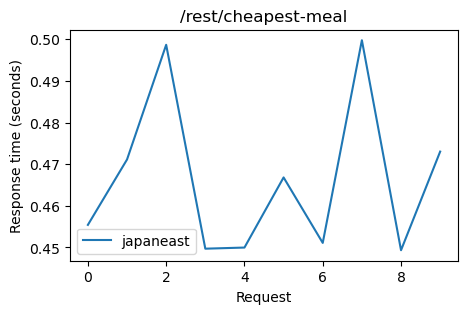 /rest/cheapest-meal
Response time (seconds)
0.50
0.49
0.48
0.47
0.46
0.45
japaneast
0 2 4 6 8
Request